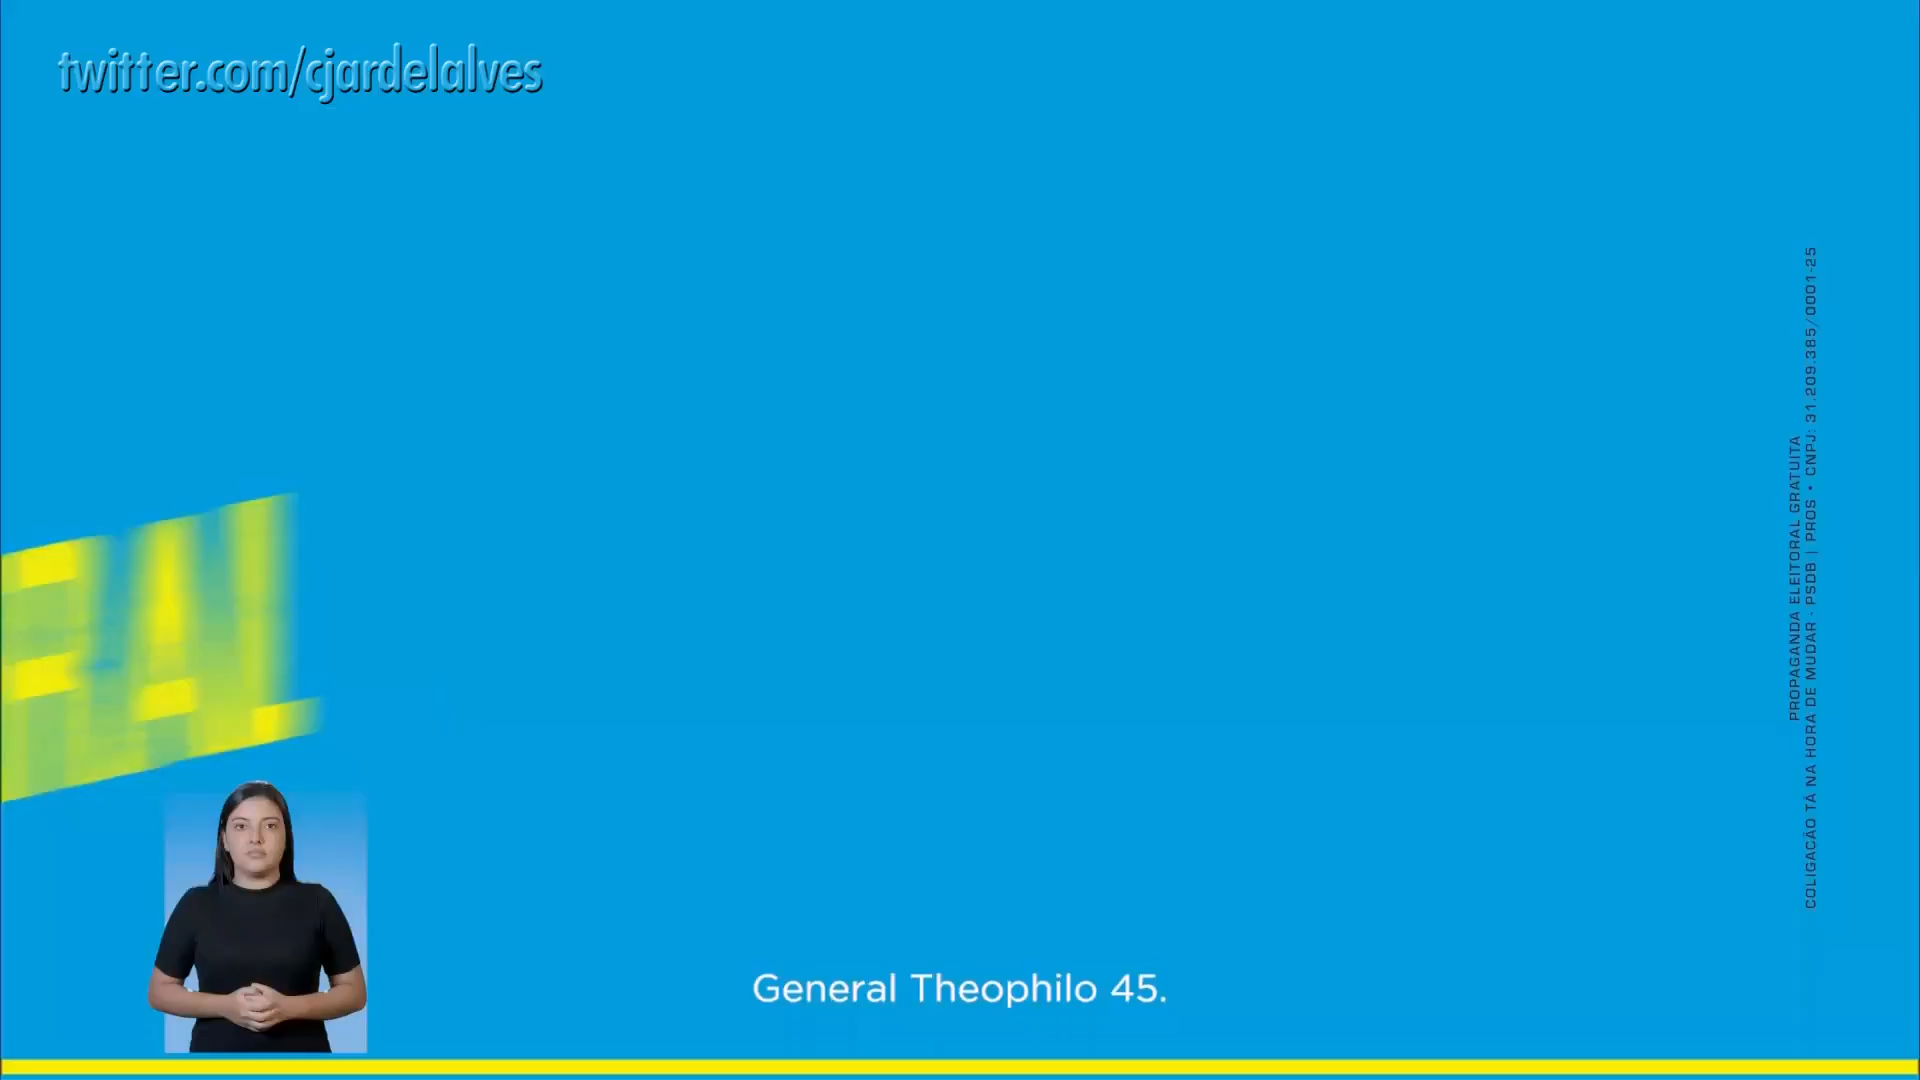 twitter.com/cjardelalves
RAL
PROPAGANDA ELEITORAL GRATUITA
COLIGAÇÃO TÁ NA HORA DE MUDAR - PSDB | PROS • CNPJ: 31.209.385/0001-25
General Theophilo 45.